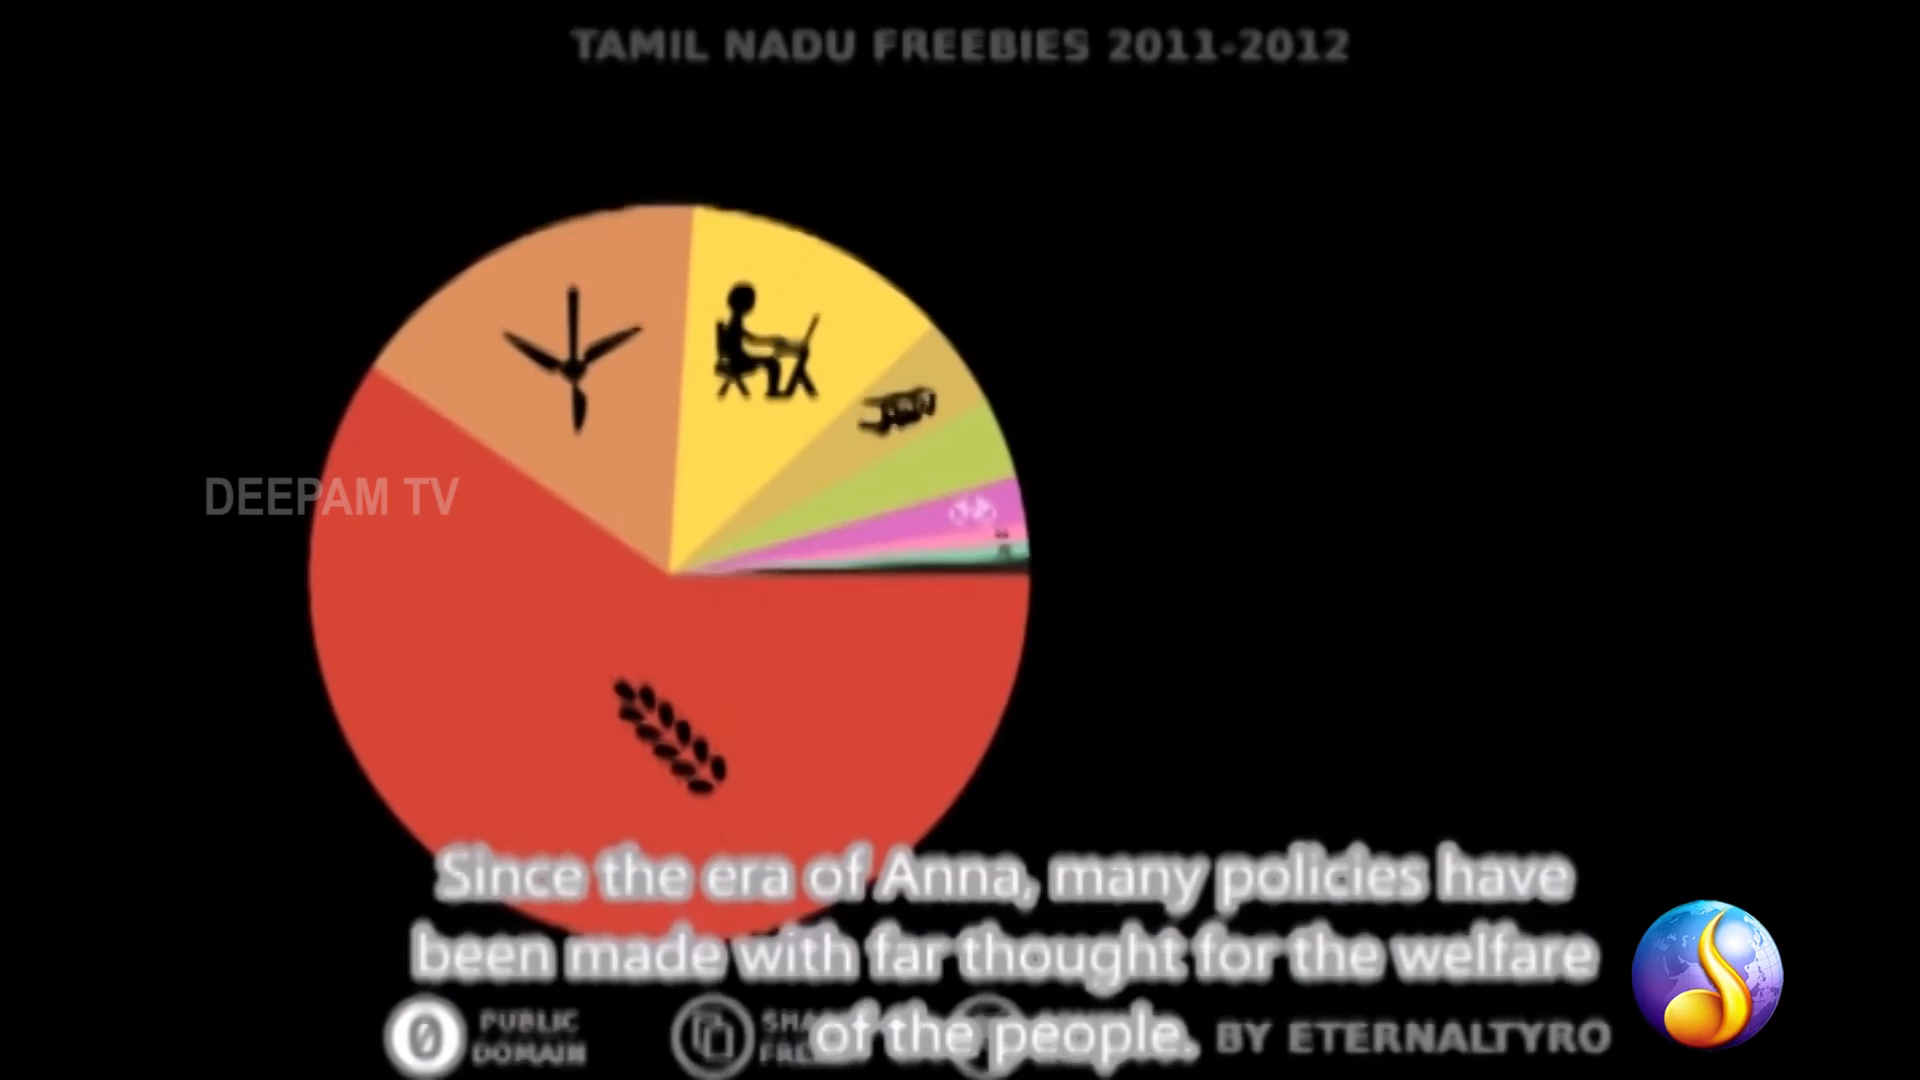 TAMIL NADU FREEBIES 2011-2012
DEEPAM TV
Since the era of Anna, many policies have
been made with far thought for the welfare
of the people.
PUBLIC
DOMAIN
BY ETERNALTYRO